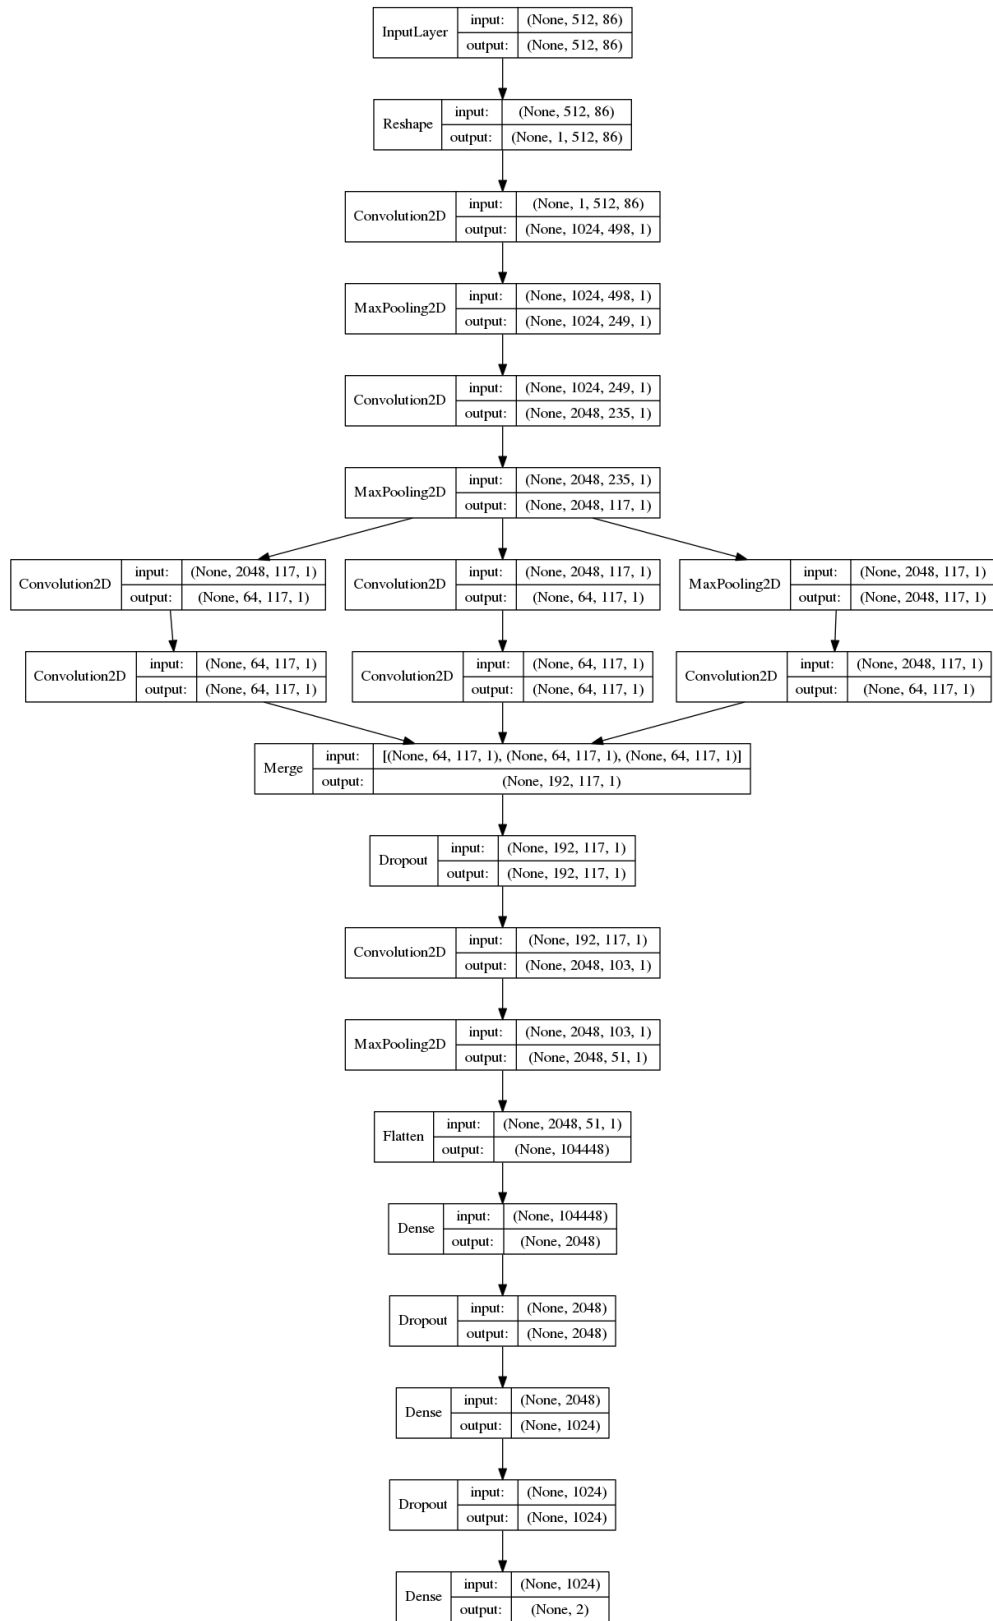 InputLayer
input: (None, 512, 86)
output: (None, 512, 86)
Reshape
input: (None, 512, 86)
output: (None, 1, 512, 86)
Convolution2D
input: (None, 1, 512, 86)
output: (None, 1024, 498, 1)
MaxPooling2D
input: (None, 1024, 498, 1)
output: (None, 1024, 249, 1)
Convolution2D
input: (None, 1024, 249, 1)
output: (None, 2048, 235, 1)
MaxPooling2D
input: (None, 2048, 235, 1)
output: (None, 2048, 117, 1)
Convolution2D
input: (None, 2048, 117, 1)
output: (None, 64, 117, 1)
Convolution2D
input: (None, 2048, 117, 1)
output: (None, 64, 117, 1)
MaxPooling2D
input: (None, 2048, 117, 1)
output: (None, 2048, 117, 1)
Convolution2D
input: (None, 64, 117, 1)
output: (None, 64, 117, 1)
Convolution2D
input: (None, 64, 117, 1)
output: (None, 64, 117, 1)
Convolution2D
input: (None, 2048, 117, 1)
output: (None, 64, 117, 1)
Merge
input: [(None, 64, 117, 1), (None, 64, 117, 1), (None, 64, 117, 1)]
output: (None, 192, 117, 1)
Dropout
input: (None, 192, 117, 1)
output: (None, 192, 117, 1)
Convolution2D
input: (None, 192, 117, 1)
output: (None, 2048, 103, 1)
MaxPooling2D
input: (None, 2048, 103, 1)
output: (None, 2048, 51, 1)
Flatten
input: (None, 2048, 51, 1)
output: (None, 104448)
Dense
input: (None, 104448)
output: (None, 2048)
Dropout
input: (None, 2048)
output: (None, 2048)
Dense
input: (None, 2048)
output: (None, 1024)
Dropout
input: (None, 1024)
output: (None, 1024)
Dense
input: (None, 1024)
output: (None, 2)